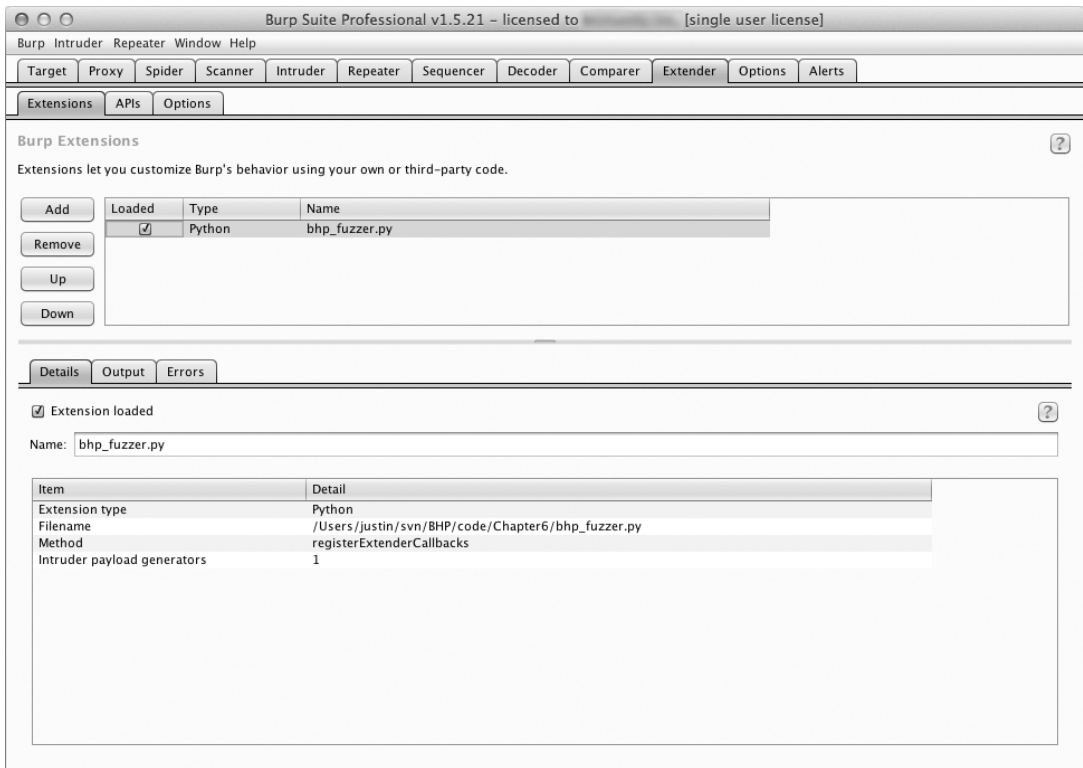 Burp Suite Professional v1.5.21 – licensed to [single user license]
Burp Intruder Repeater Window Help
Target Proxy Spider Scanner Intruder Repeater Sequencer Decoder Comparer Extender Options Alerts
Extensions APIs Options
Burp Extensions
?
Extensions let you customize Burp's behavior using your own or third-party code.
Add
Remove
Up
Down
Loaded Type Name
Python bhp_fuzzer.py
Details Output Errors
Extension loaded
?
Name: bhp_fuzzer.py
Item Detail
Extension type Python
Filename /Users/justin/svn/BHP/code/Chapter6/bhp_fuzzer.py
Method registerExtenderCallbacks
Intruder payload generators 1